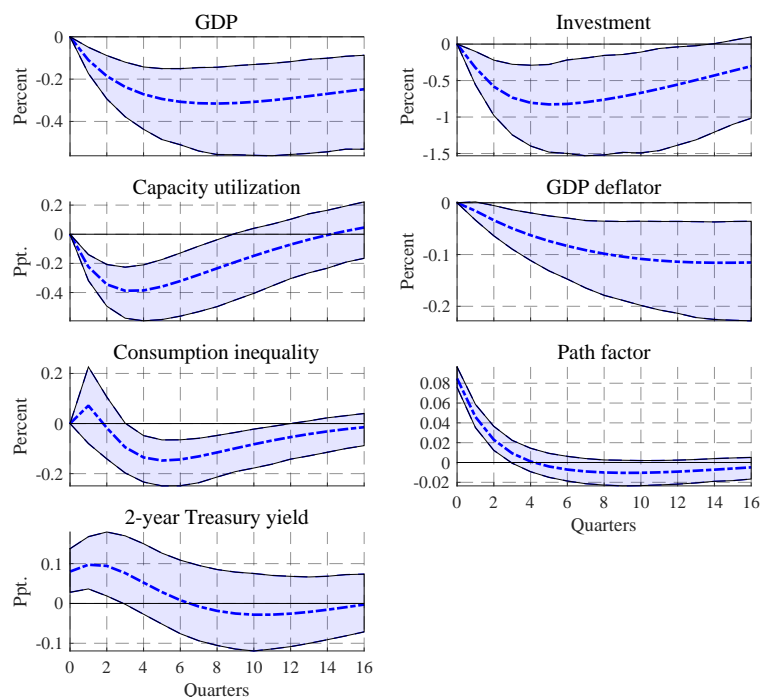 GDP
Percent
0
-0.2
-0.4
Investment
Percent
0
-0.5
-1
-1.5
Capacity utilization
Ppt.
0.2
0
-0.2
-0.4
GDP deflator
Percent
0
-0.1
-0.2
Consumption inequality
Percent
0.2
0
-0.2
Path factor
0.08
0.06
0.04
0.02
0
-0.02
0 2 4 6 8 10 12 14 16
Quarters
2-year Treasury yield
Ppt.
0.1
0
-0.1
0 2 4 6 8 10 12 14 16
Quarters